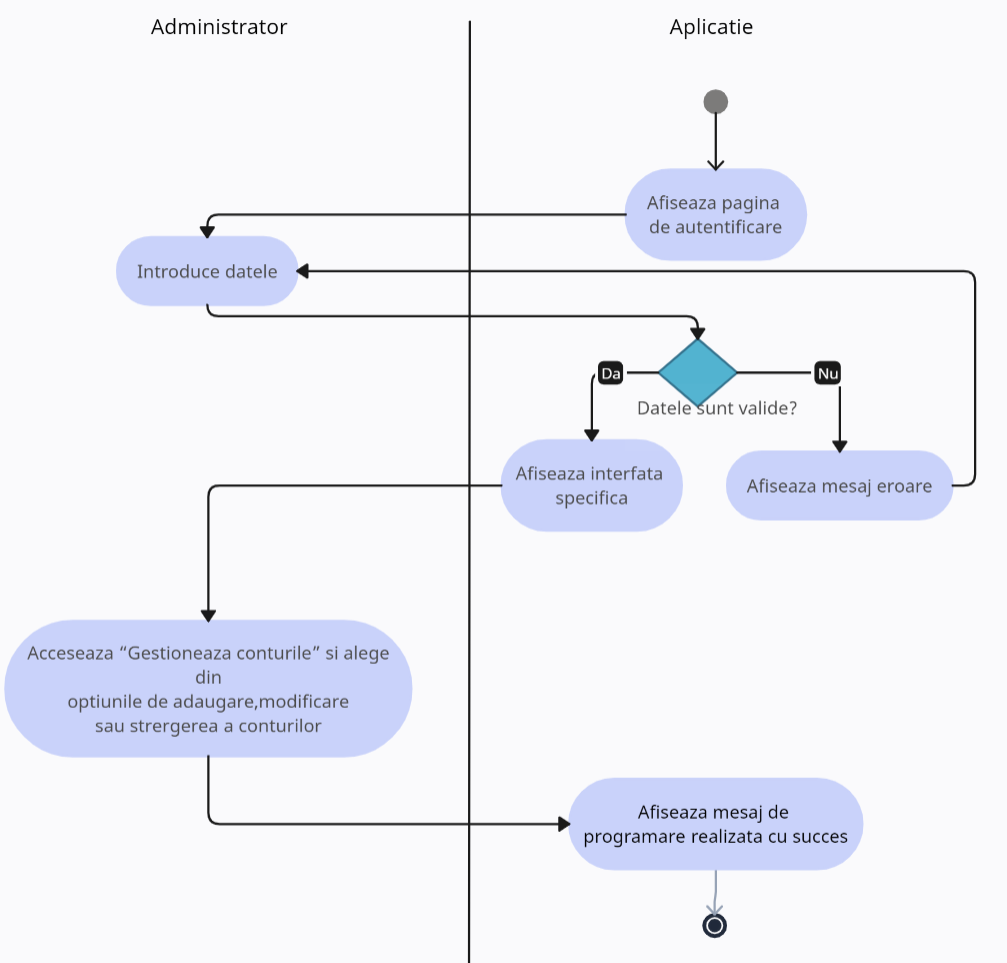 Administrator
Aplicatie
Afiseaza pagina
de autentificare
Introduce datele
Da
Nu
Datele sunt valide?
Afiseaza interfata
specifica
Afiseaza mesaj eroare
Acceseaza “Gestioneaza conturile” si alege
din
optiunile de adaugare,modificare
sau strergerea a conturilor
Afiseaza mesaj de
programare realizata cu succes